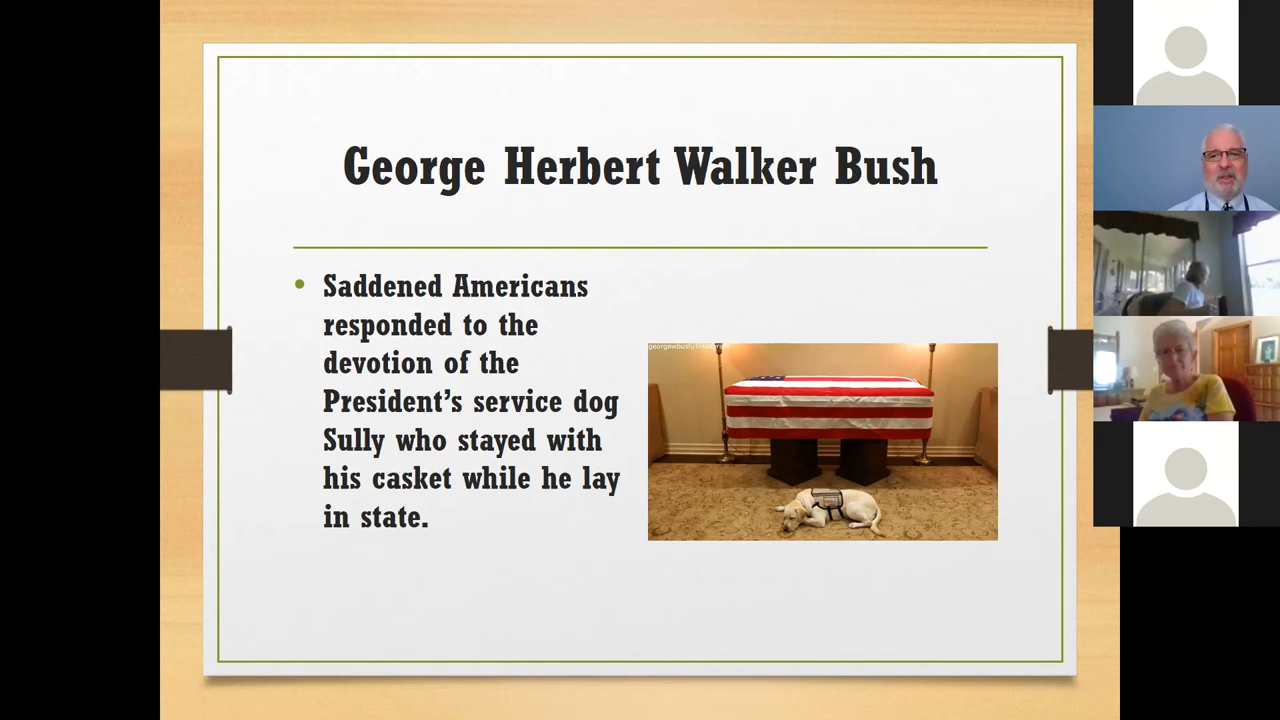 George Herbert Walker Bush
• Saddened Americans
responded to the
devotion of the
President’s service dog
Sully who stayed with
his casket while he lay
in state.